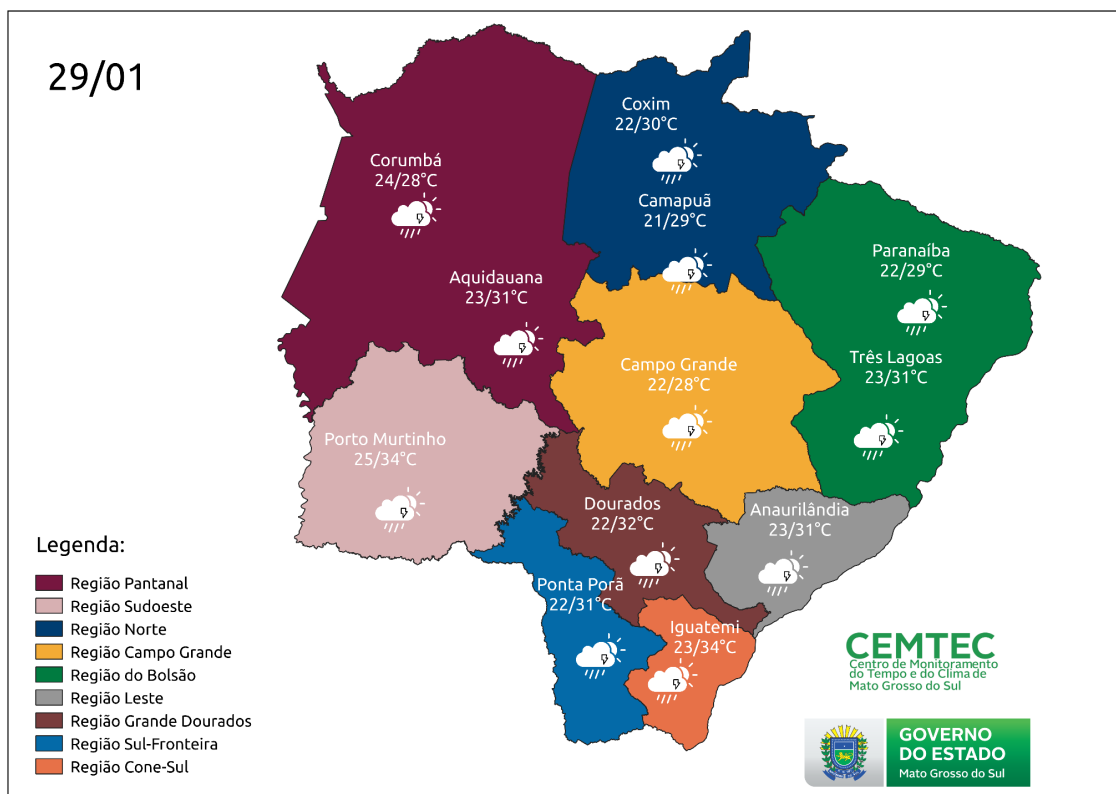 29/01
Coxim
22/30°C
Corumbá
24/28°C
Camapuã
21/29°C
Paranaíba
22/29°C
Aquidauana
23/31°C
Três Lagoas
23/31°C
Campo Grande
22/28°C
Porto Murtinho
25/34°C
Dourados
22/32°C
Anaurilândia
23/31°C
Ponta Porã
22/31°C
Iguatemi
23/34°C
Legenda:
Região Pantanal
Região Sudoeste
Região Norte
Região Campo Grande
Região do Bolsão
Região Leste
Região Grande Dourados
Região Sul-Fronteira
Região Cone-Sul
CEMTEC
Centro de Monitoramento
do Tempo e do Clima de
Mato Grosso do Sul
GOVERNO
DO ESTADO
Mato Grosso do Sul